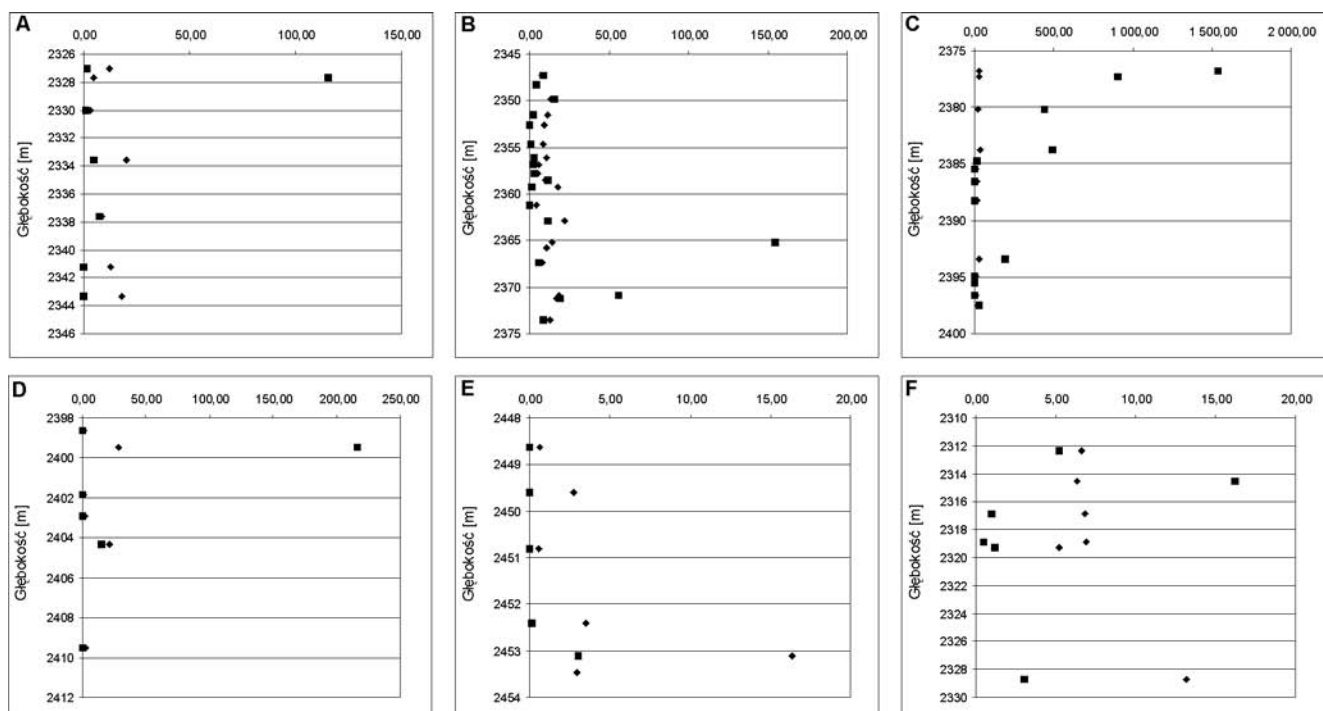 A
0,00 50,00 100,00 150,00
2326
2328
2330
2332
2334
2336
2338
2340
2342
2344
2346
Głębokość [m]
B
0,00 50,00 100,00 150,00 200,00
2345
2350
2355
2360
2365
2370
2375
Głębokość [m]
C
0,00 500,00 1 000,00 1 500,00 2 000,00
2375
2380
2385
2390
2395
2400
Głębokość [m]
D
0,00 50,00 100,00 150,00 200,00 250,00
2398
2400
2402
2404
2406
2408
2410
2412
Głębokość [m]
E
0,00 5,00 10,00 15,00 20,00
2448
2449
2450
2451
2452
2453
2454
Głębokość [m]
F
0,00 5,00 10,00 15,00 20,00
2310
2312
2314
2316
2318
2320
2322
2324
2326
2328
2330
Głębokość [m]